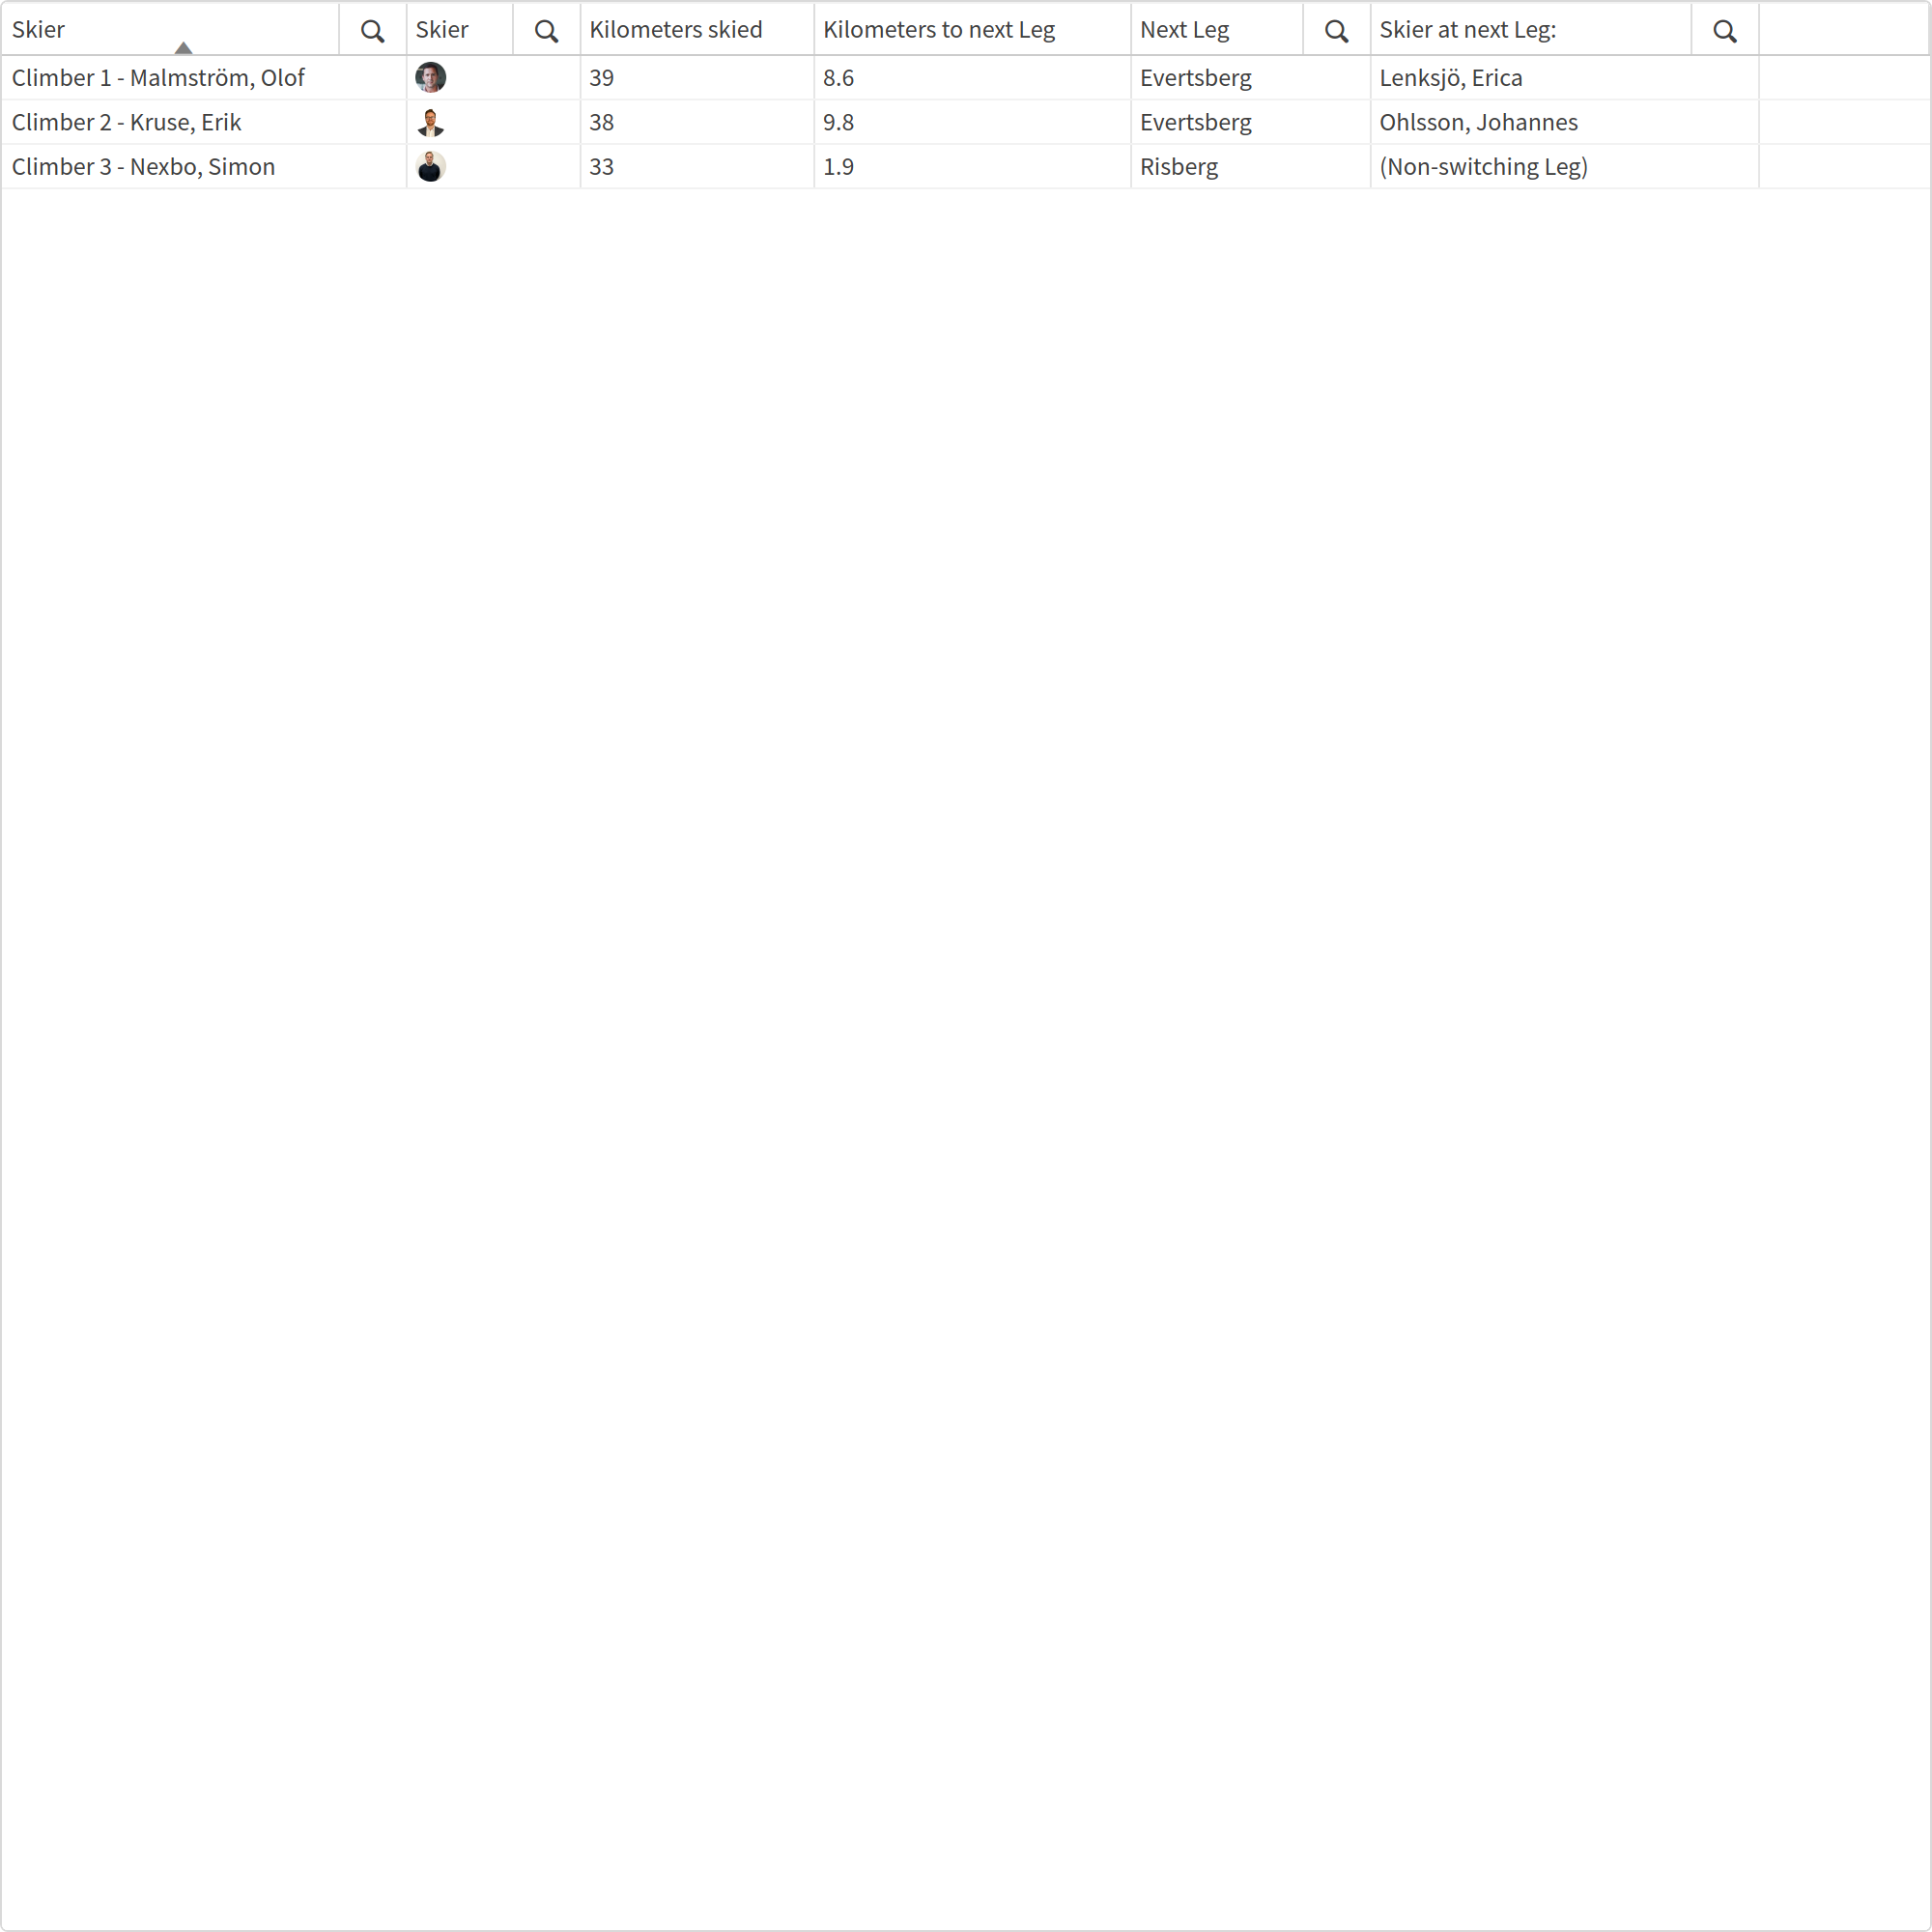 Skier Skier Kilometers skied Kilometers to next Leg Next Leg Skier at next Leg:
Climber 1 - Malmström, Olof 39 8.6 Evertsberg Lenksjö, Erica
Climber 2 - Kruse, Erik 38 9.8 Evertsberg Ohlsson, Johannes
Climber 3 - Nexbo, Simon 33 1.9 Risberg (Non-switching Leg)